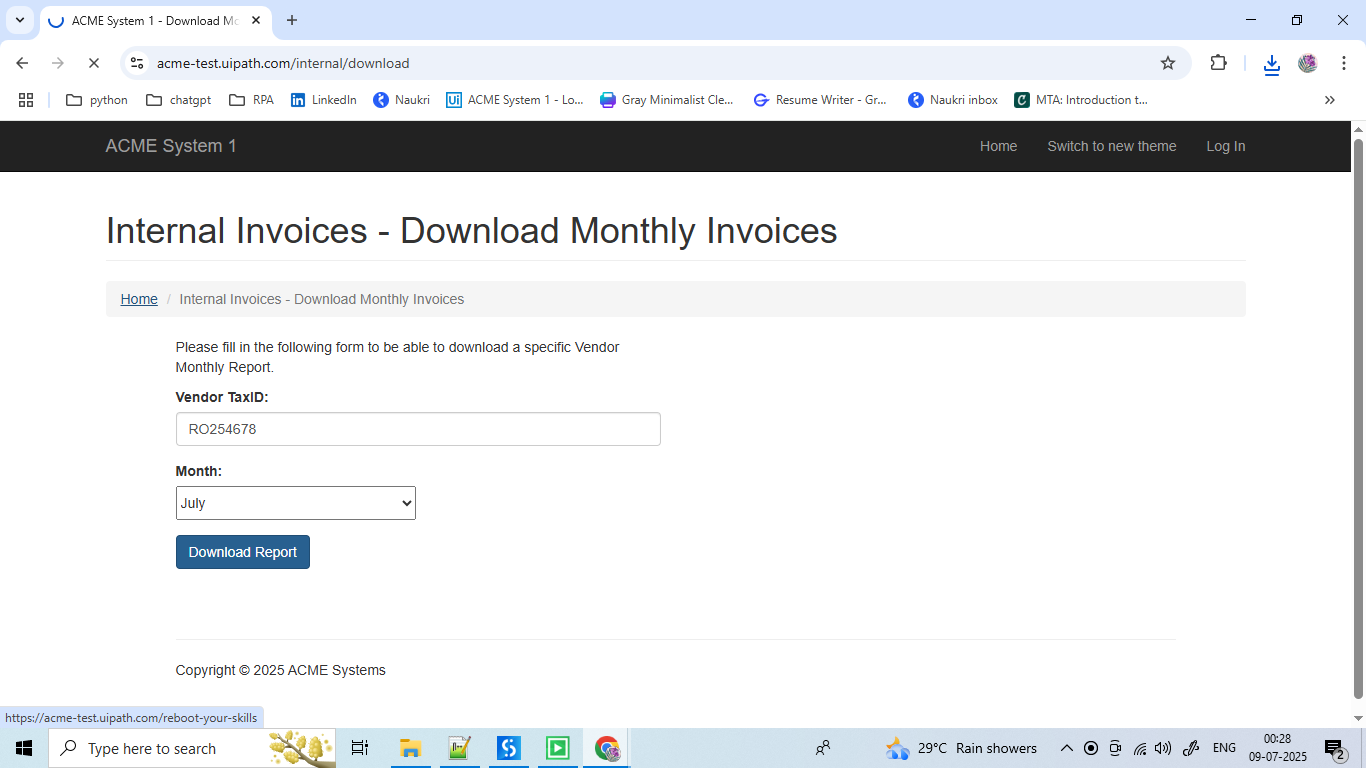 ACME System 1 - Download Mo
acme-test.uipath.com/internal/download
python
chatgpt
RPA
LinkedIn
Naukri
ACME System 1 - Lo...
Gray Minimalist Cle...
Resume Writer - Gr...
Naukri inbox
MTA: Introduction t...
ACME System 1
Home
Switch to new theme
Log In
Internal Invoices - Download Monthly Invoices
Home / Internal Invoices - Download Monthly Invoices
Please fill in the following form to be able to download a specific Vendor
Monthly Report.
Vendor TaxID:
RO254678
Month:
July
Download Report
Copyright © 2025 ACME Systems
https://acme-test.uipath.com/reboot-your-skills
Type here to search
29°C Rain showers
ENG
00:28
09-07-2025
2